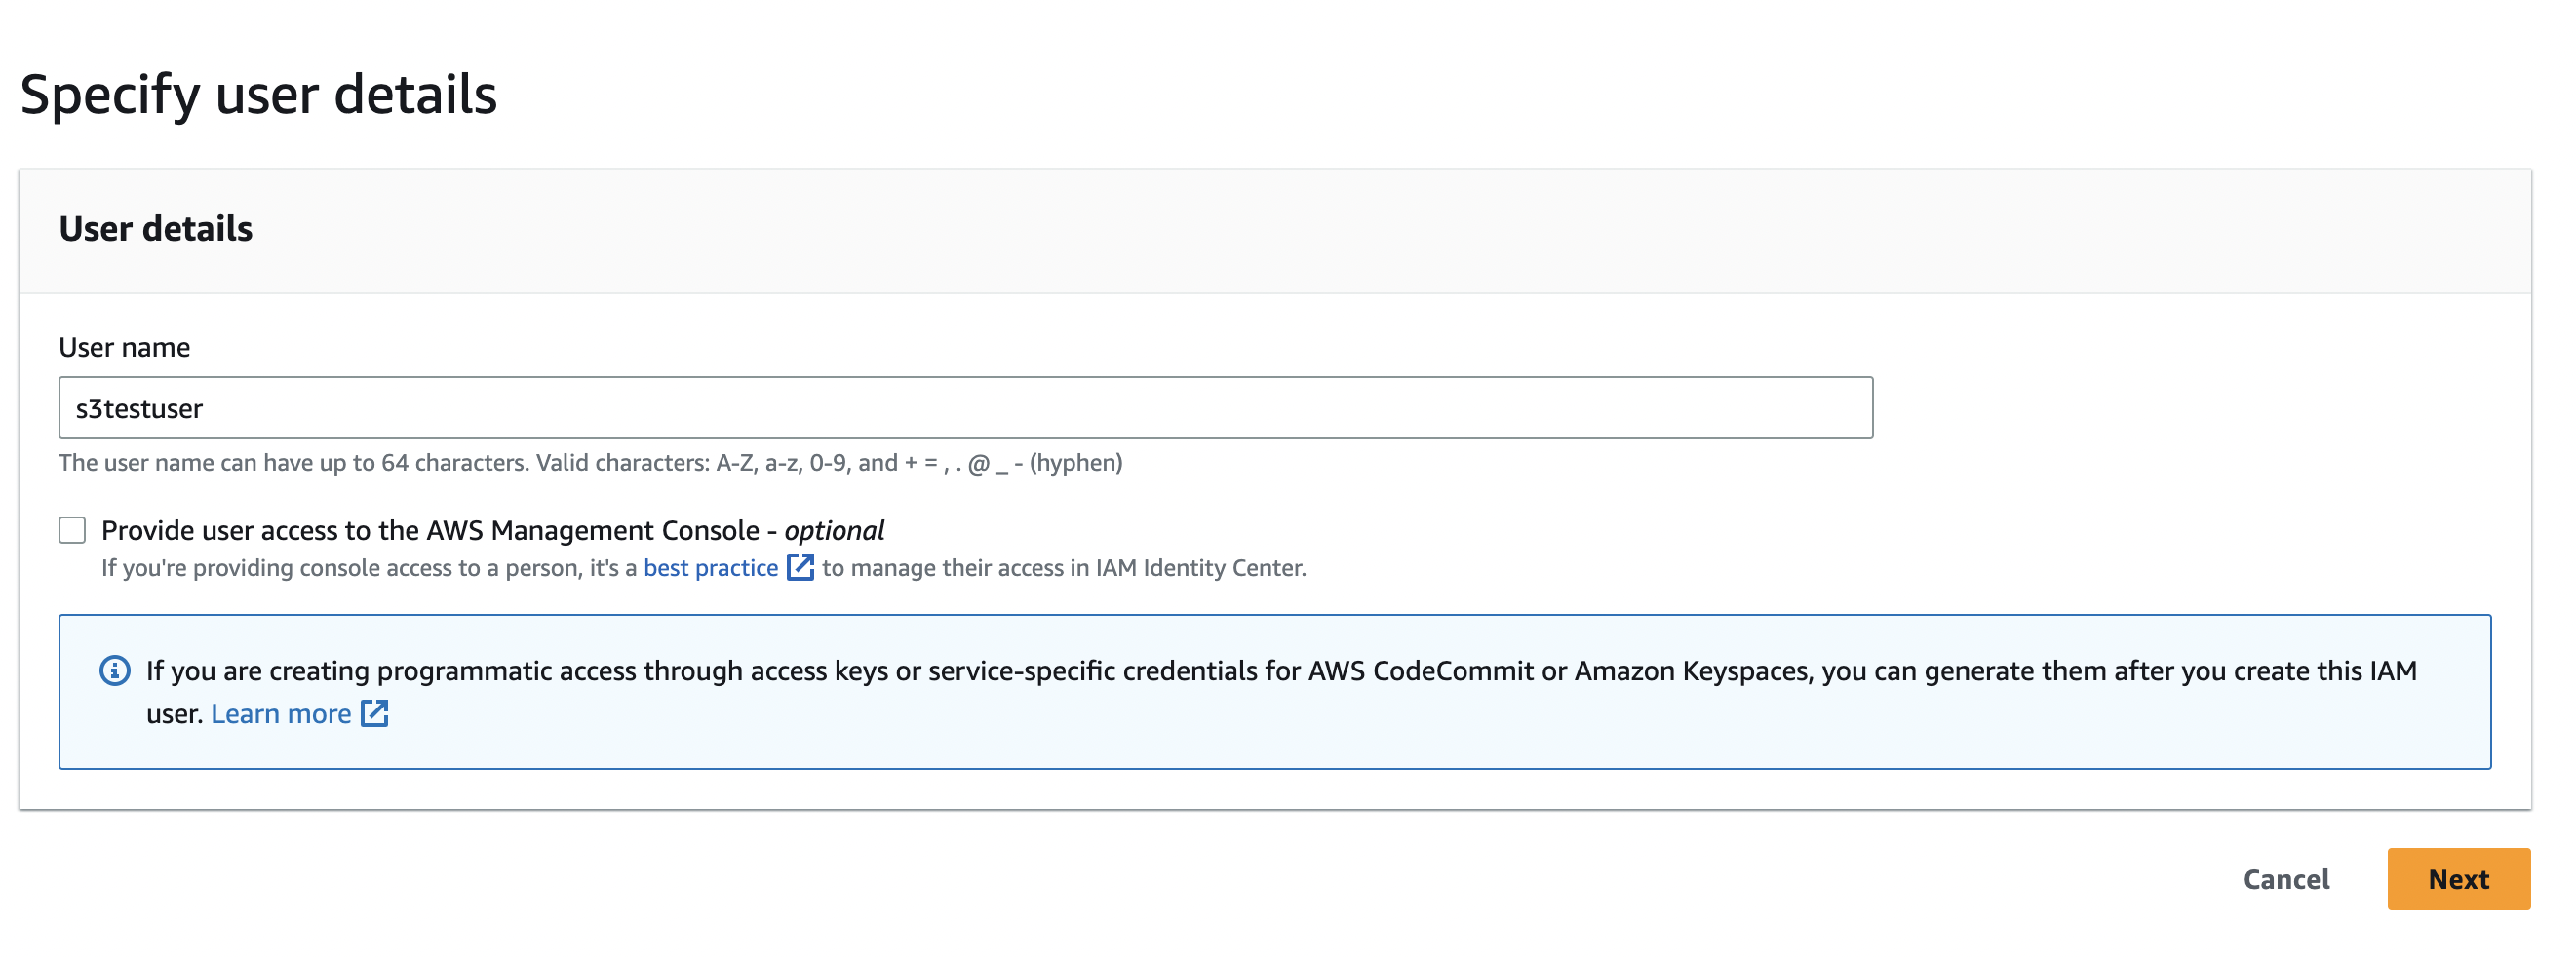 Specify user details
User details
User name
s3testuser
The user name can have up to 64 characters. Valid characters: A-Z, a-z, 0-9, and + = , . @ _ - (hyphen)
Provide user access to the AWS Management Console - optional
If you're providing console access to a person, it's a best practice to manage their access in IAM Identity Center.
If you are creating programmatic access through access keys or service-specific credentials for AWS CodeCommit or Amazon Keyspaces, you can generate them after you create this IAM
user. Learn more
Cancel
Next